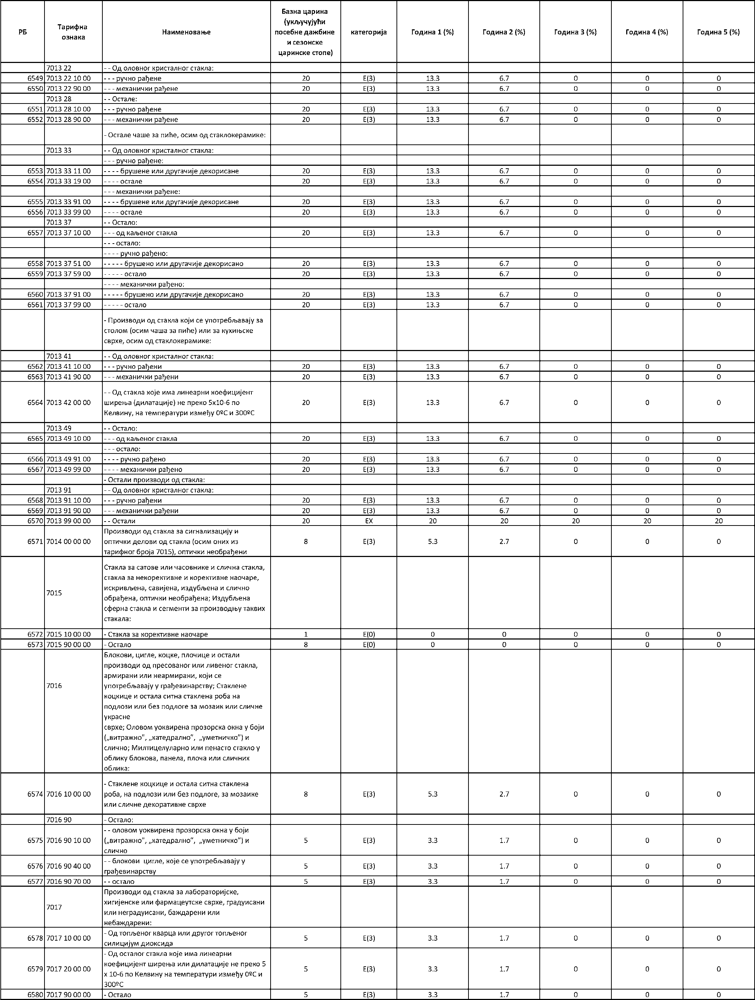 РБ Тарифна ознака Наименовање Базна царина (укључујући посебне дажбине и сезонске царинске стопе) категорија Година 1 (%) Година 2 (%) Година 3 (%) Година 4 (%) Година 5 (%)
7013 22 - - Од оловног кристалног стакла:
6549 7013 22 10 00 - - - ручно рађене 20 E(3) 13.3 6.7 0 0 0
6550 7013 22 90 00 - - - механички рађене 20 E(3) 13.3 6.7 0 0 0
7013 28 - - Остале:
6551 7013 28 10 00 - - - ручно рађене 20 E(3) 13.3 6.7 0 0 0
6552 7013 28 90 00 - - - механички рађене 20 E(3) 13.3 6.7 0 0 0
- Остале чаше за пиће, осим од стаклокерамике:
7013 33 - - Од оловног кристалног стакла:
- - - ручно рађене:
6553 7013 33 11 00 - - - - брушене или другачије декорисане 20 E(3) 13.3 6.7 0 0 0
6554 7013 33 19 00 - - - - остале 20 E(3) 13.3 6.7 0 0 0
- - - механички рађене:
6555 7013 33 91 00 - - - - брушене или другачије декорисане 20 E(3) 13.3 6.7 0 0 0
6556 7013 33 99 00 - - - - остале 20 E(3) 13.3 6.7 0 0 0
7013 37 - - Остало:
6557 7013 37 10 00 - - - од каљеног стакла 20 E(3) 13.3 6.7 0 0 0
- - - остало:
- - - - ручно рађено:
6558 7013 37 51 00 - - - - - брушено или другачије декорисано 20 E(3) 13.3 6.7 0 0 0
6559 7013 37 59 00 - - - - - остало 20 E(3) 13.3 6.7 0 0 0
- - - - механички рађено:
6560 7013 37 91 00 - - - - - брушено или другачије декорисано 20 E(3) 13.3 6.7 0 0 0
6561 7013 37 99 00 - - - - - остало 20 E(3) 13.3 6.7 0 0 0
- Производи од стакла који се употребљавају за
столом (осим чаша за пиће) или за кухињске
сврхе, осим од стаклокерамике:
7013 41 - - Од оловног кристалног стакла:
6562 7013 41 10 00 - - - ручно рађени 20 E(3) 13.3 6.7 0 0 0
6563 7013 41 90 00 - - - механички рађени 20 E(3) 13.3 6.7 0 0 0
- - Од стакла које има линеарни коефицијент
6564 7013 42 00 00 ширења (дилатације) не преко 5x10-6 по 20 E(3) 13.3 6.7 0 0 0
Келвину, на температури између 0ºC и 300ºC
7013 49 - - Остало:
6565 7013 49 10 00 - - - од каљеног стакла 20 E(3) 13.3 6.7 0 0 0
- - - остало:
6566 7013 49 91 00 - - - - ручно рађено 20 E(3) 13.3 6.7 0 0 0
6567 7013 49 99 00 - - - - механички рађено 20 E(3) 13.3 6.7 0 0 0
- Остали производи од стакла:
7013 91 - - Од оловног кристалног стакла:
6568 7013 91 10 00 - - - ручно рађени 20 E(3) 13.3 6.7 0 0 0
6569 7013 91 90 00 - - - механички рађени 20 E(3) 13.3 6.7 0 0 0
6570 7013 99 00 00 - - Остали 20 EX 20 20 20 20 20
Производи од стакла за сигнализацију и
6571 7014 00 00 00 оптички делови од стакла (осим оних из 8 E(3) 5.3 2.7 0 0 0
тарифног броја 7015), оптички необрађени
Стакла за сатове или часовнике и слична стакла,
стакла за некорективне и корективне наочаре,
искривљена, савијена, издубљена и слично
7015 обрађена, оптички необрађена; Издубљена
сферна стакла и сегменти за производњу таквих
стакала:
6572 7015 10 00 00 - Стакла за корективне наочаре 1 E(0) 0 0 0 0 0
6573 7015 90 00 00 - Остало 8 E(0) 0 0 0 0 0
Блокови, цигле, коцке, плочице и остали
производи од пресованог или ливеног стакла,
армирани или неармирани, који се
7016 употребљавају у грађевинарству; Стаклене
коцкице и остала ситна стаклена роба на
подлози или без подлоге за мозаик или сличне
украсне
сврхе; Оловом уоквирена прозорска окна у боји
(„витражно”, „катедрално”, „уметничко”) и
слично; Милтицелуларно или пенасто стакло у
облику блокова, панела, плоча или сличних
облика:
- Стаклене коцкице и остала ситна стаклена
6574 7016 10 00 00 роба, на подлози или без подлоге, за мозаике 8 E(3) 5.3 2.7 0 0 0
или сличне декоративне сврхе
7016 90 - Остало:
- - оловом уоквирена прозорска окна у боји
6575 7016 90 10 00 („витражно”, „катедрално”, „уметничко”) и 5 E(3) 3.3 1.7 0 0 0
слично
6576 7016 90 40 00 - - блокови цигле, које се употребљавају у 5 E(3) 3.3 1.7 0 0 0
грађевинарству
6577 7016 90 70 00 - - остало 5 E(3) 3.3 1.7 0 0 0
Производи од стакла за лабораторијске,
хигијенске или фармацеутске сврхе, градуисани
7017 или неградуисани, баждарени или
небаждарени:
6578 7017 10 00 00 - Од топљеног кварца или другог топљеног 5 E(3) 3.3 1.7 0 0 0
силицијум диоксида
- Од осталог стакла које има линеарни
коефицијент ширења или дилатације не преко 5
6579 7017 20 00 00 x 10-6 по Келвину на температури између 0ºC и 5 E(3) 3.3 1.7 0 0 0
300ºC
6580 7017 90 00 00 - Остало 5 E(3) 3.3 1.7 0 0 0